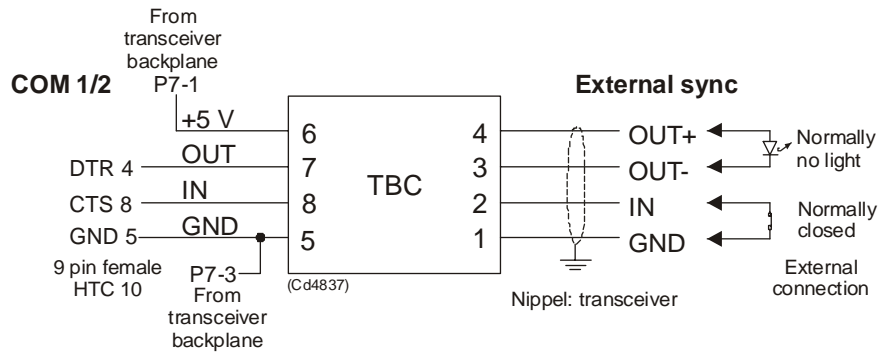 From
transceiver
backplane
P7-1
COM 1/2
External sync
+5 V
6
4
OUT+
Normally
no light
DTR 4
OUT
7
3
OUT-
TBC
CTS 8
IN
8
2
IN
Normally
closed
GND 5
GND
5
1
GND
9 pin female
HTC 10
P7-3
From
transceiver
backplane
(Cd4837)
Nippel: transceiver
External
connection